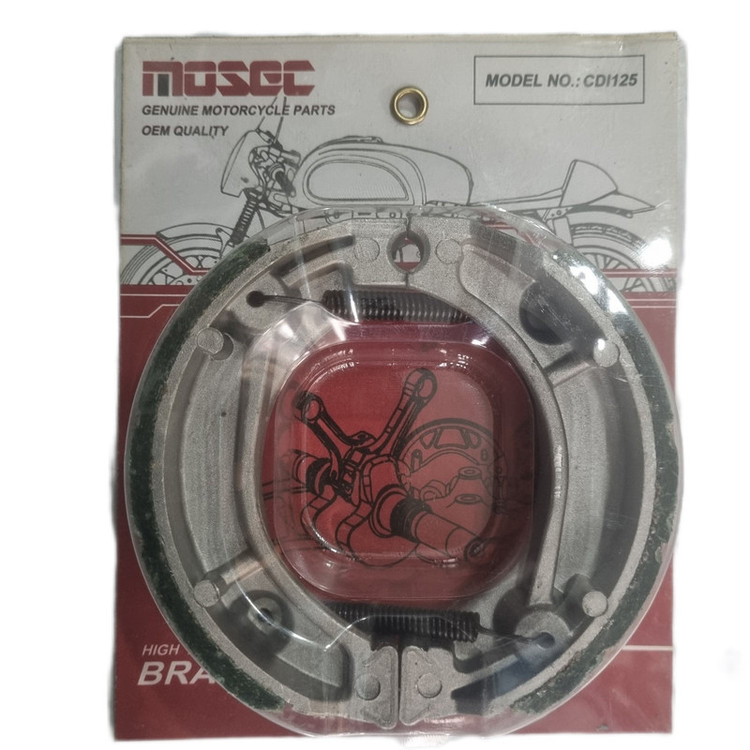 mosec
GENUINE MOTORCYCLE PARTS
OEM QUALITY
MODEL NO.: CDI125
HIGH
BRA